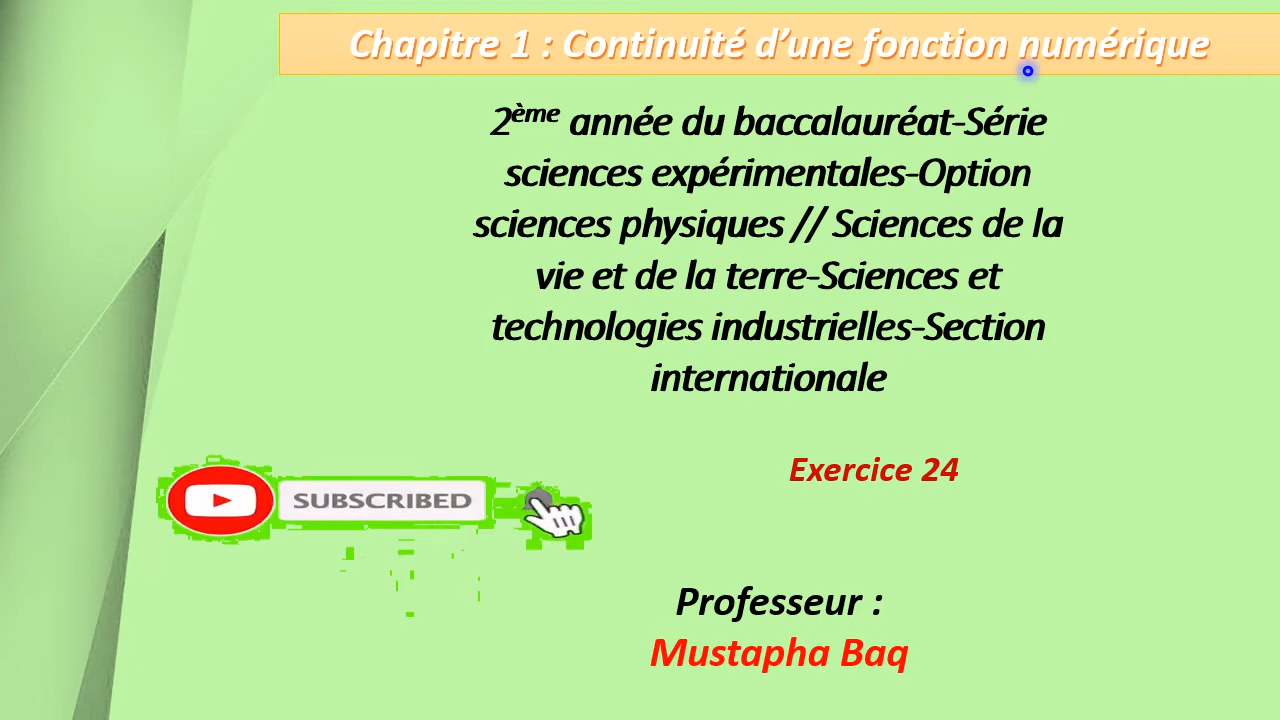 Chapitre 1 : Continuité d’une fonction numérique
2ème année du baccalauréat-Série
sciences expérimentales-Option
sciences physiques // Sciences de la
vie et de la terre-Sciences et
technologies industrielles-Section
internationale
Exercice 24
SUBSCRIBED
Professeur :
Mustapha Baq